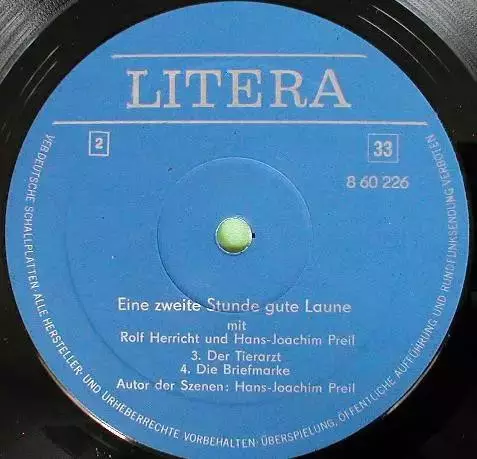 LITERA
2
33
8 60 226
Eine zweite Stunde gute Laune
mit
Rolf Herricht und Hans-Joachim Preil
3. Der Tierarzt
4. Die Briefmarke
Autor der Szenen: Hans-Joachim Preil
VEB DEUTSCHE SCHALLPLATTEN · ALLE HERSTELLER- UND URHEBERRECHTE VORBEHALTEN · ÜBERSPIELUNG, ÖFFENTLICHE AUFFÜHRUNG UND RUNDFUNKSENDUNG VERBOTEN